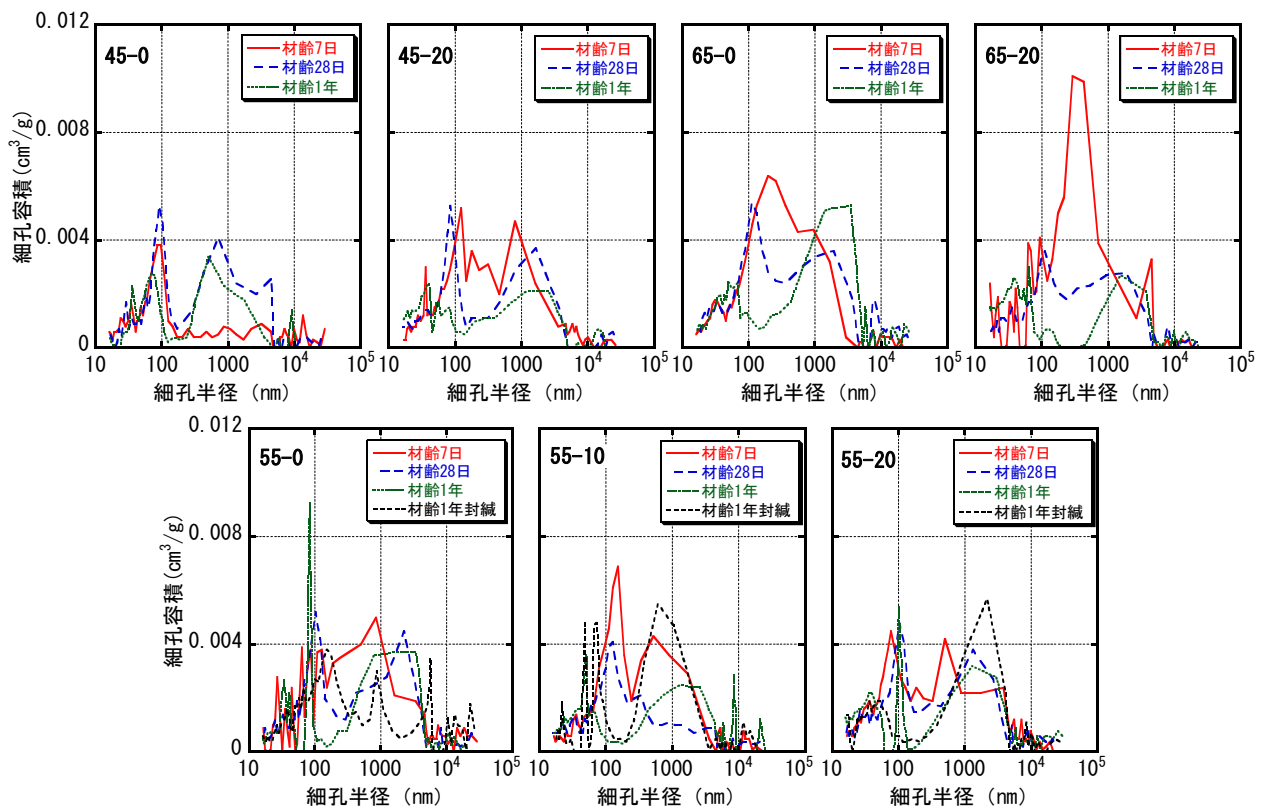 0.012
0.008
0.004
0
細孔容積(cm³/g)
45-0
材齢7日
材齢28日
材齢1年
10 100 1000 10⁴ 10⁵
細孔半径 (nm)
45-20
材齢7日
材齢28日
材齢1年
10 100 1000 10⁴ 10⁵
細孔半径 (nm)
65-0
材齢7日
材齢28日
材齢1年
10 100 1000 10⁴ 10⁵
細孔半径 (nm)
65-20
材齢7日
材齢28日
材齢1年
10 100 1000 10⁴ 10⁵
細孔半径 (nm)
0.012
0.008
0.004
0
細孔容積(cm³/g)
55-0
材齢7日
材齢28日
材齢1年
材齢1年封緘
10 100 1000 10⁴ 10⁵
細孔半径 (nm)
55-10
材齢7日
材齢28日
材齢1年
材齢1年封緘
10 100 1000 10⁴ 10⁵
細孔半径 (nm)
55-20
材齢7日
材齢28日
材齢1年
材齢1年封緘
10 100 1000 10⁴ 10⁵
細孔半径 (nm)